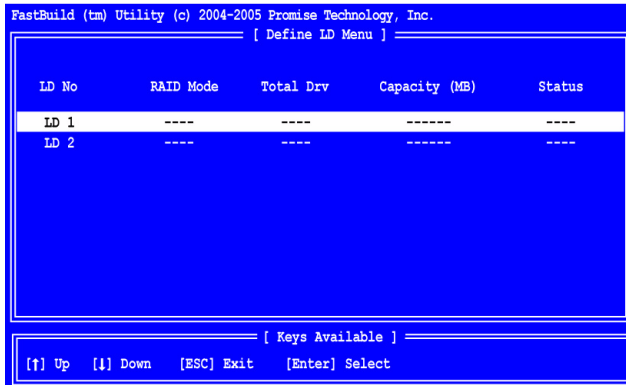 FastBuild (tm) Utility (c) 2004-2005 Promise Technology, Inc.
[ Define LD Menu ]
LD No RAID Mode Total Drv Capacity (MB) Status
LD 1 ---- ---- ------ ----
LD 2 ---- ---- ------ ----
[ Keys Available ]
[↑] Up [↓] Down [ESC] Exit [Enter] Select